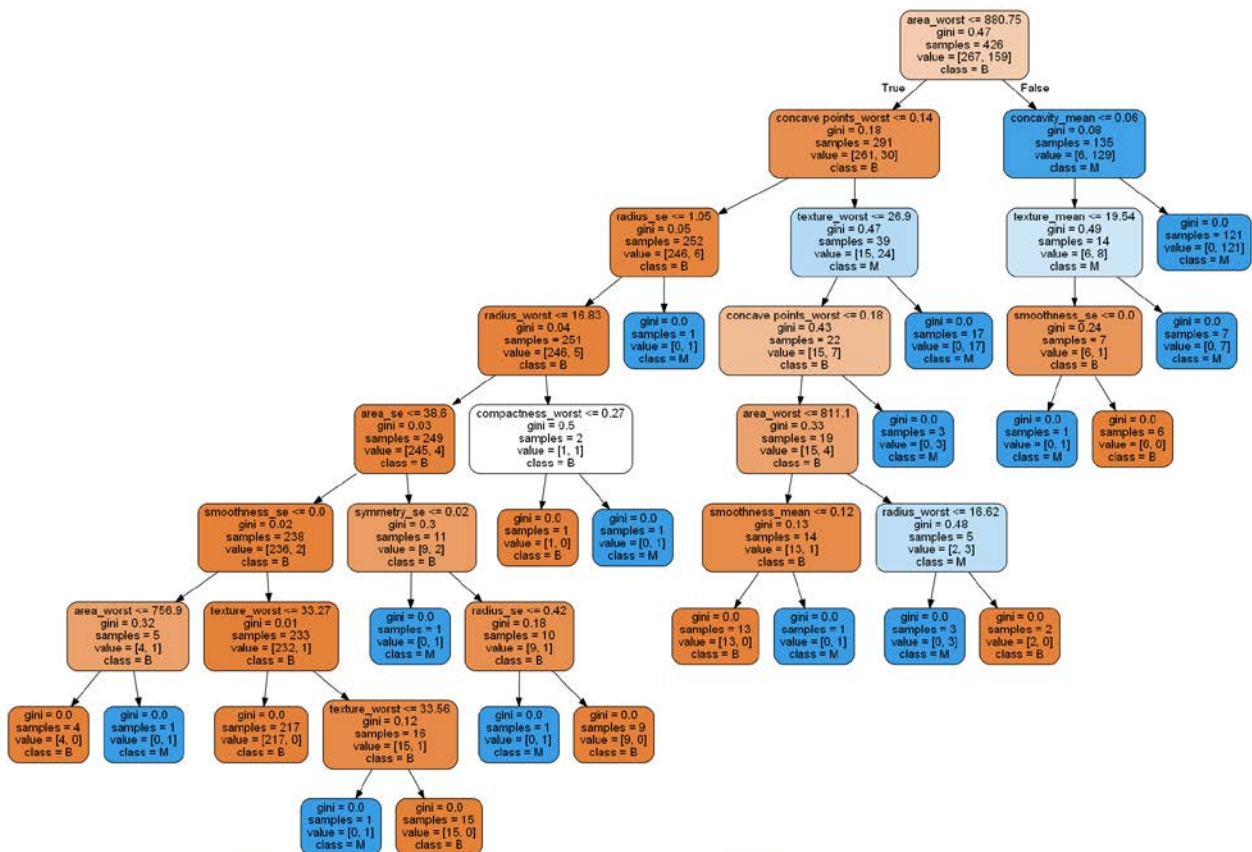 area_worst <= 880.75
gini = 0.47
samples = 426
value = [267, 159]
class = B
True
False
concave points_worst <= 0.14
gini = 0.18
samples = 291
value = [261, 30]
class = B
concavity_mean <= 0.06
gini = 0.08
samples = 135
value = [6, 129]
class = M
radius_se <= 1.05
gini = 0.05
samples = 252
value = [246, 6]
class = B
texture_worst <= 26.9
gini = 0.47
samples = 39
value = [15, 24]
class = M
texture_mean <= 19.54
gini = 0.49
samples = 14
value = [6, 8]
class = M
gini = 0.0
samples = 121
value = [0, 121]
class = M
radius_worst <= 16.83
gini = 0.04
samples = 251
value = [246, 5]
class = B
gini = 0.0
samples = 1
value = [0, 1]
class = M
concave points_worst <= 0.18
gini = 0.43
samples = 22
value = [15, 7]
class = B
gini = 0.0
samples = 17
value = [0, 17]
class = M
smoothness_se <= 0.0
gini = 0.24
samples = 7
value = [6, 1]
class = B
gini = 0.0
samples = 7
value = [0, 7]
class = M
area_se <= 38.6
gini = 0.03
samples = 249
value = [245, 4]
class = B
compactness_worst <= 0.27
gini = 0.5
samples = 2
value = [1, 1]
class = B
area_worst <= 811.1
gini = 0.33
samples = 19
value = [15, 4]
class = B
gini = 0.0
samples = 3
value = [0, 3]
class = M
gini = 0.0
samples = 1
value = [0, 1]
class = M
gini = 0.0
samples = 6
value = [6, 0]
class = B
smoothness_se <= 0.0
gini = 0.02
samples = 238
value = [236, 2]
class = B
symmetry_se <= 0.02
gini = 0.3
samples = 11
value = [9, 2]
class = B
gini = 0.0
samples = 1
value = [1, 0]
class = B
gini = 0.0
samples = 1
value = [0, 1]
class = M
smoothness_mean <= 0.12
gini = 0.13
samples = 14
value = [13, 1]
class = B
radius_worst <= 16.62
gini = 0.48
samples = 5
value = [2, 3]
class = M
area_worst <= 756.9
gini = 0.32
samples = 5
value = [4, 1]
class = B
texture_worst <= 33.27
gini = 0.01
samples = 233
value = [232, 1]
class = B
gini = 0.0
samples = 1
value = [0, 1]
class = M
radius_se <= 0.42
gini = 0.18
samples = 10
value = [9, 1]
class = B
gini = 0.0
samples = 13
value = [13, 0]
class = B
gini = 0.0
samples = 1
value = [0, 1]
class = M
gini = 0.0
samples = 3
value = [0, 3]
class = M
gini = 0.0
samples = 2
value = [2, 0]
class = B
gini = 0.0
samples = 4
value = [4, 0]
class = B
gini = 0.0
samples = 1
value = [0, 1]
class = M
gini = 0.0
samples = 217
value = [217, 0]
class = B
texture_worst <= 33.56
gini = 0.12
samples = 16
value = [15, 1]
class = B
gini = 0.0
samples = 1
value = [0, 1]
class = M
gini = 0.0
samples = 9
value = [9, 0]
class = B
gini = 0.0
samples = 1
value = [0, 1]
class = M
gini = 0.0
samples = 15
value = [15, 0]
class = B